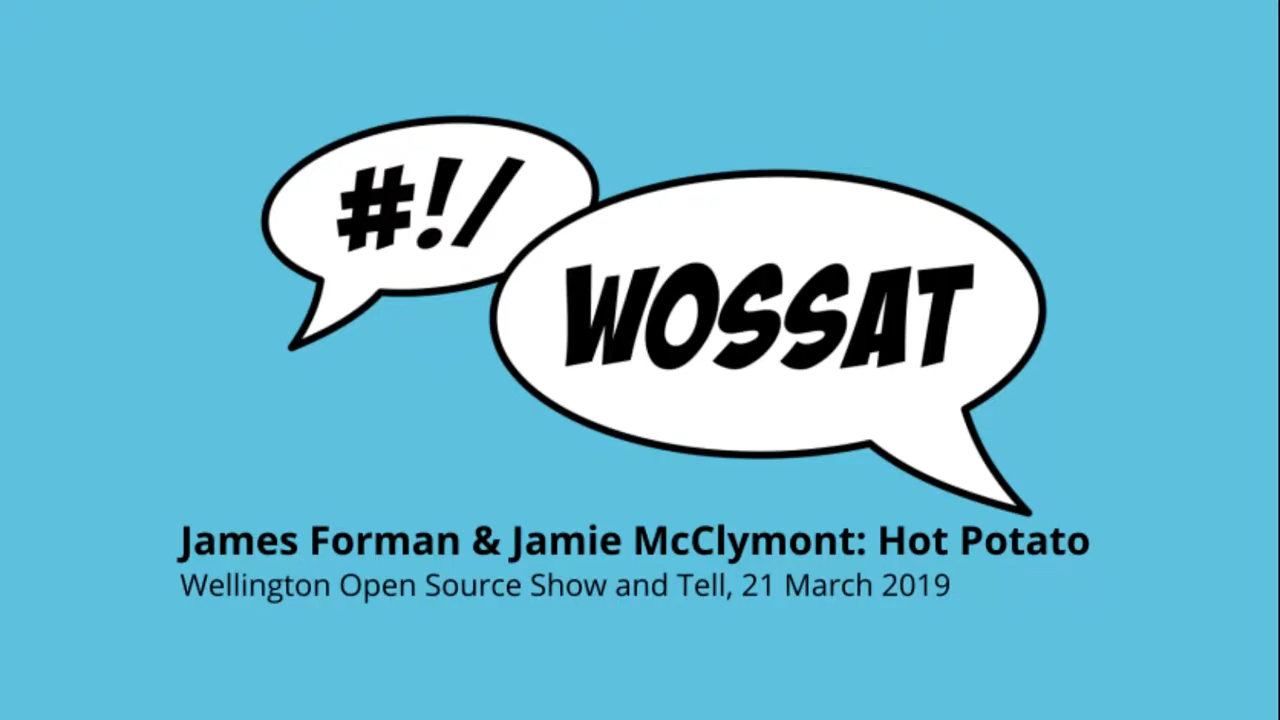 #!/
WOSSAT
James Forman & Jamie McClymont: Hot Potato
Wellington Open Source Show and Tell, 21 March 2019